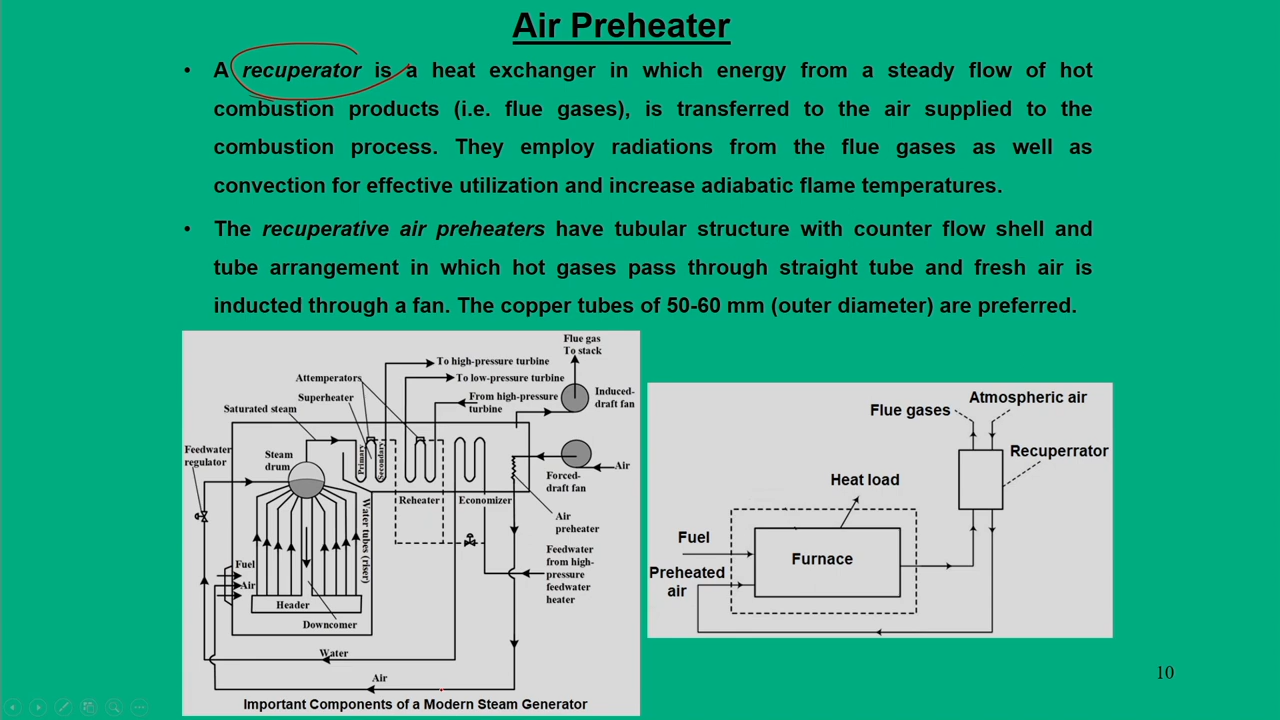 Air Preheater
• A recuperator is a heat exchanger in which energy from a steady flow of hot
combustion products (i.e. flue gases), is transferred to the air supplied to the
combustion process. They employ radiations from the flue gases as well as
convection for effective utilization and increase adiabatic flame temperatures.
• The recuperative air preheaters have tubular structure with counter flow shell and
tube arrangement in which hot gases pass through straight tube and fresh air is
inducted through a fan. The copper tubes of 50-60 mm (outer diameter) are preferred.
Flue gas
To stack
To high-pressure turbine
Attemperators
To low-pressure turbine
Superheater
From high-pressure
turbine
Induced-
draft fan
Saturated steam
Feedwater
regulator
Steam
drum
Primary
Secondary
Air
Forced-
draft fan
Reheater
Economizer
Water tubes (riser)
Air
preheater
Fuel
Air
Feedwater
from high-
pressure
feedwater
heater
Header
Downcomer
Water
Air
Important Components of a Modern Steam Generator
Flue gases
Atmospheric air
Recuperrator
Heat load
Fuel
Furnace
Preheated
air
10